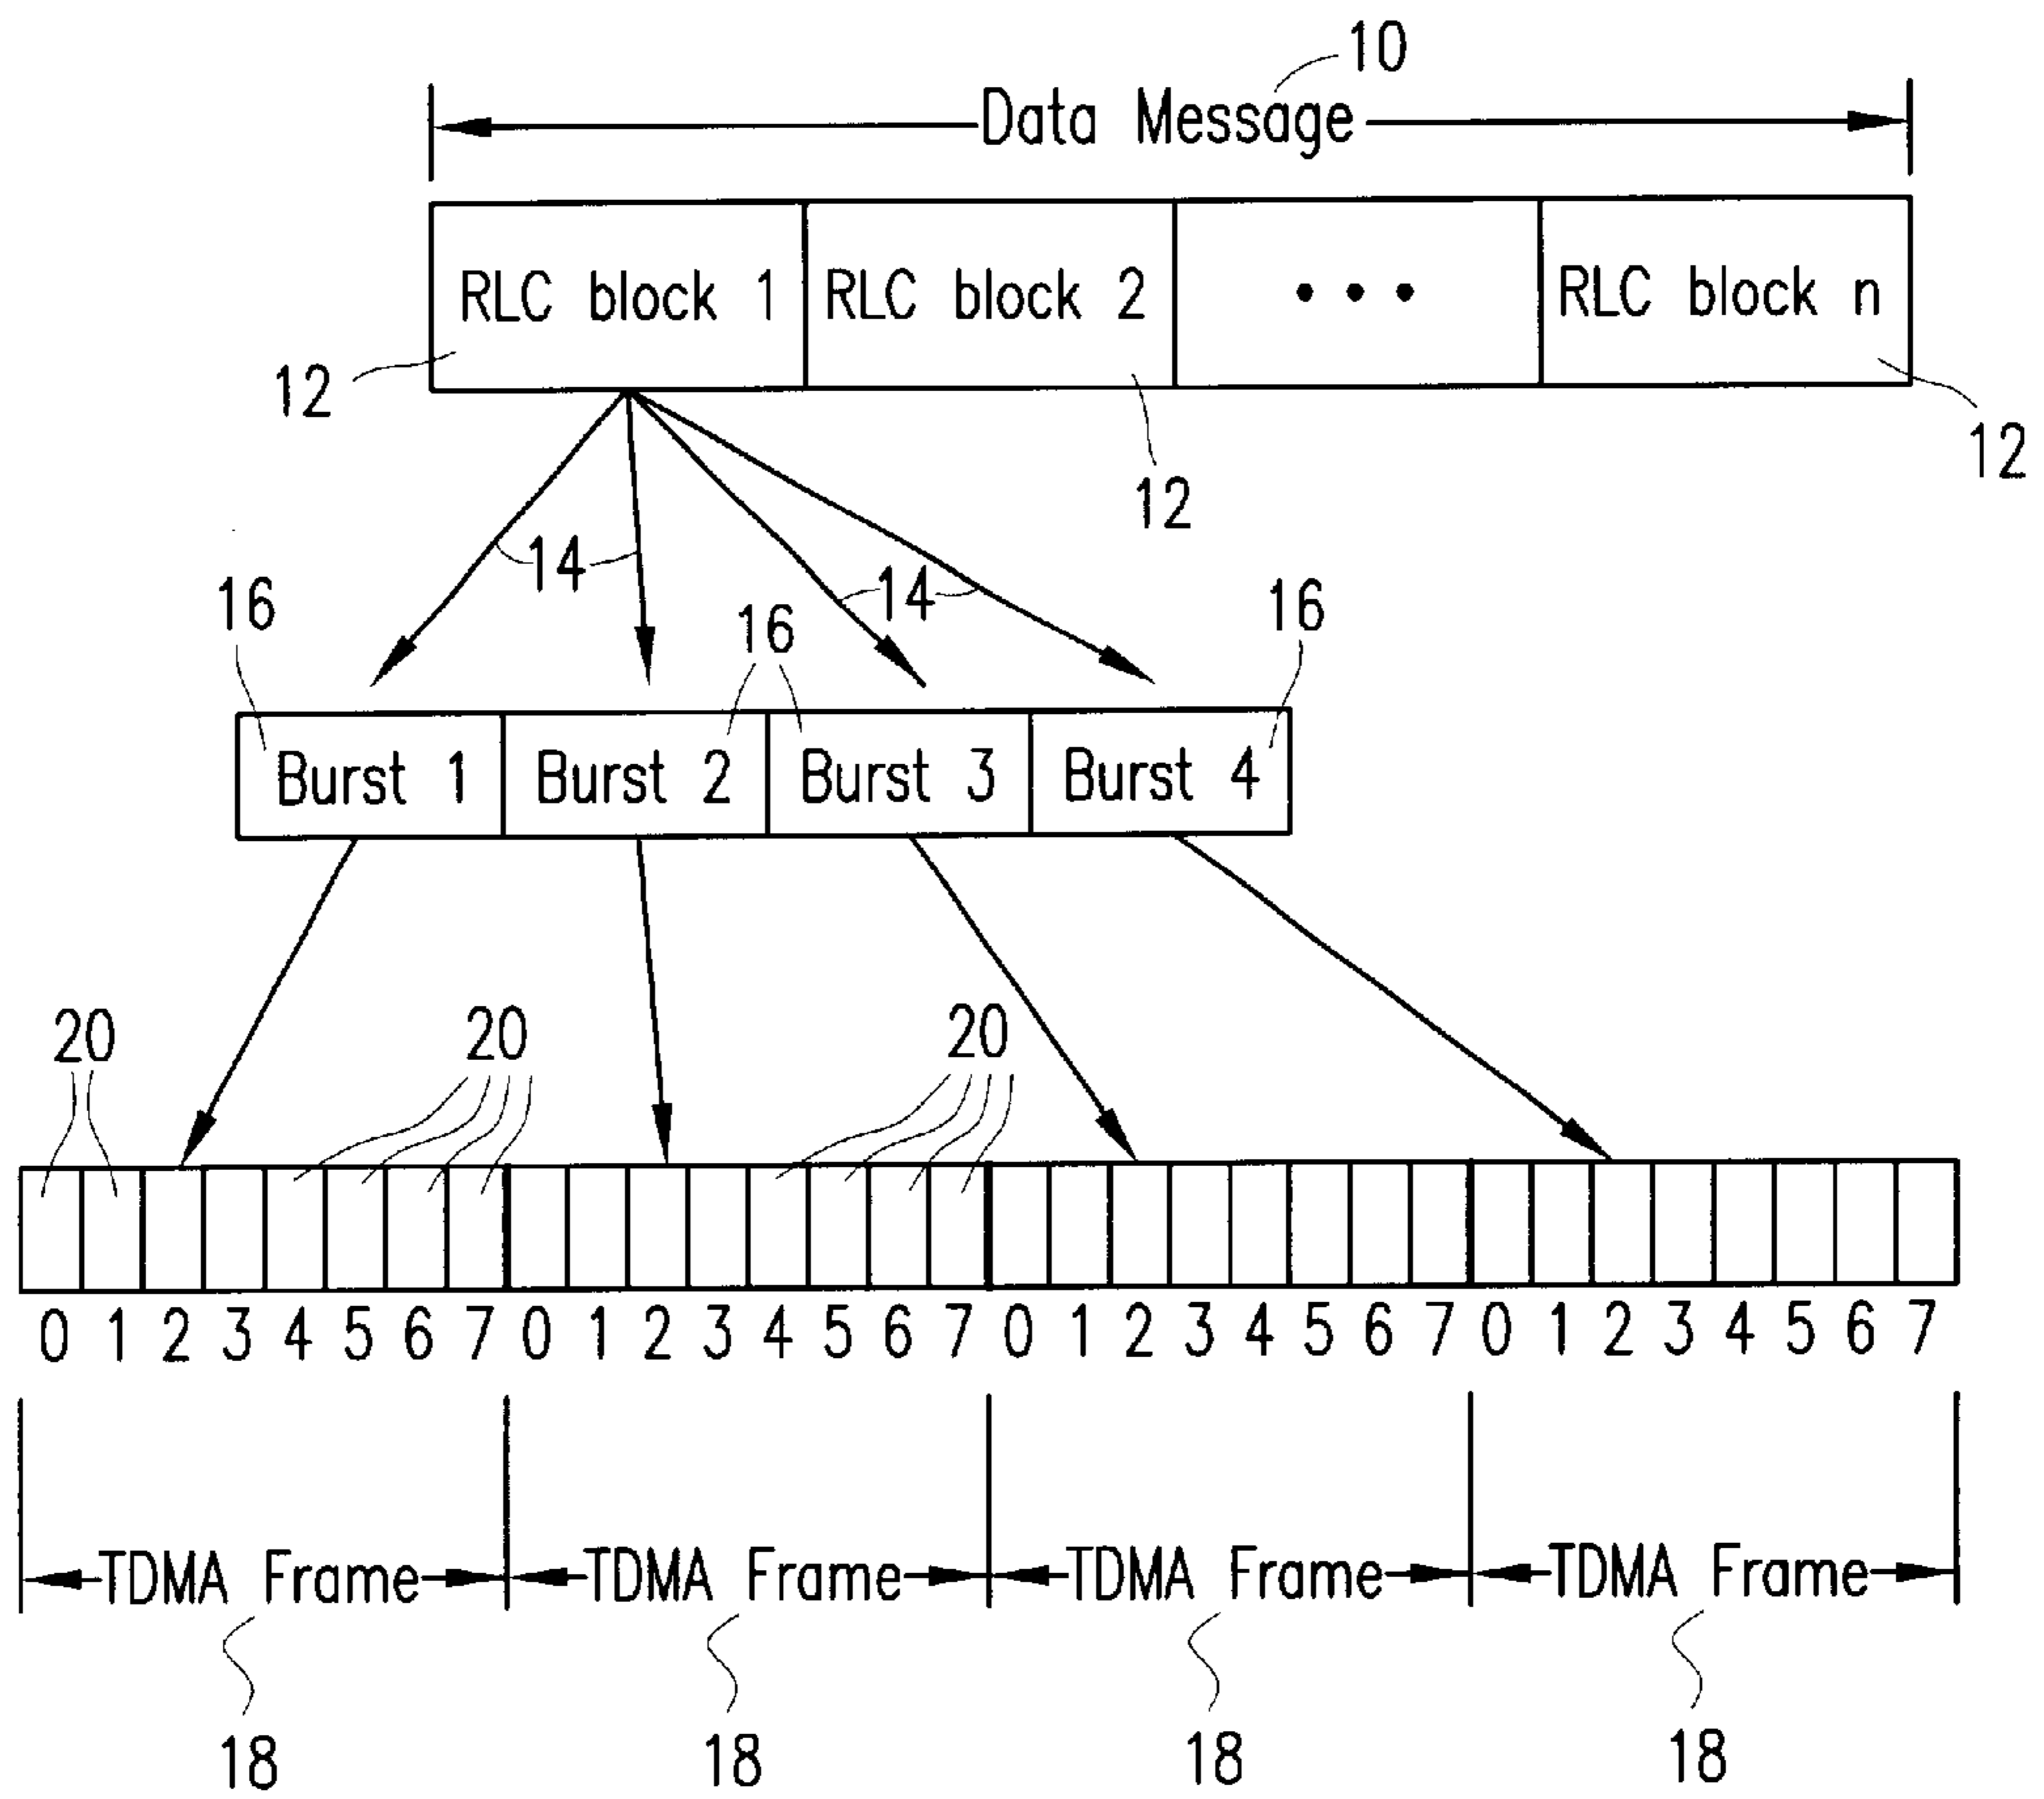 10
Data Message
RLC block 1 RLC block 2 • • • RLC block n
12 12 12
14 14
16 16 16
Burst 1 Burst 2 Burst 3 Burst 4
20 20 20
0 1 2 3 4 5 6 7 0 1 2 3 4 5 6 7 0 1 2 3 4 5 6 7 0 1 2 3 4 5 6 7
TDMA Frame TDMA Frame TDMA Frame TDMA Frame
18 18 18 18